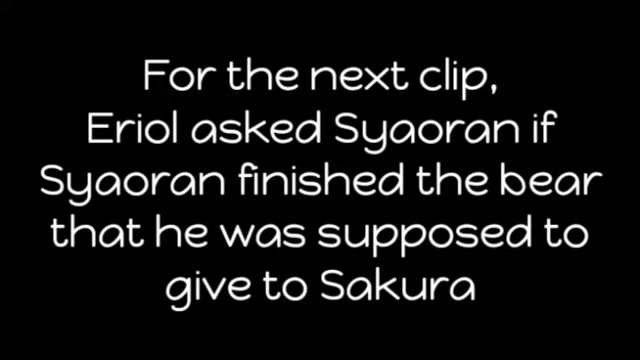 For the next clip,
Eriol asked Syaoran if
Syaoran finished the bear
that he was supposed to
give to Sakura